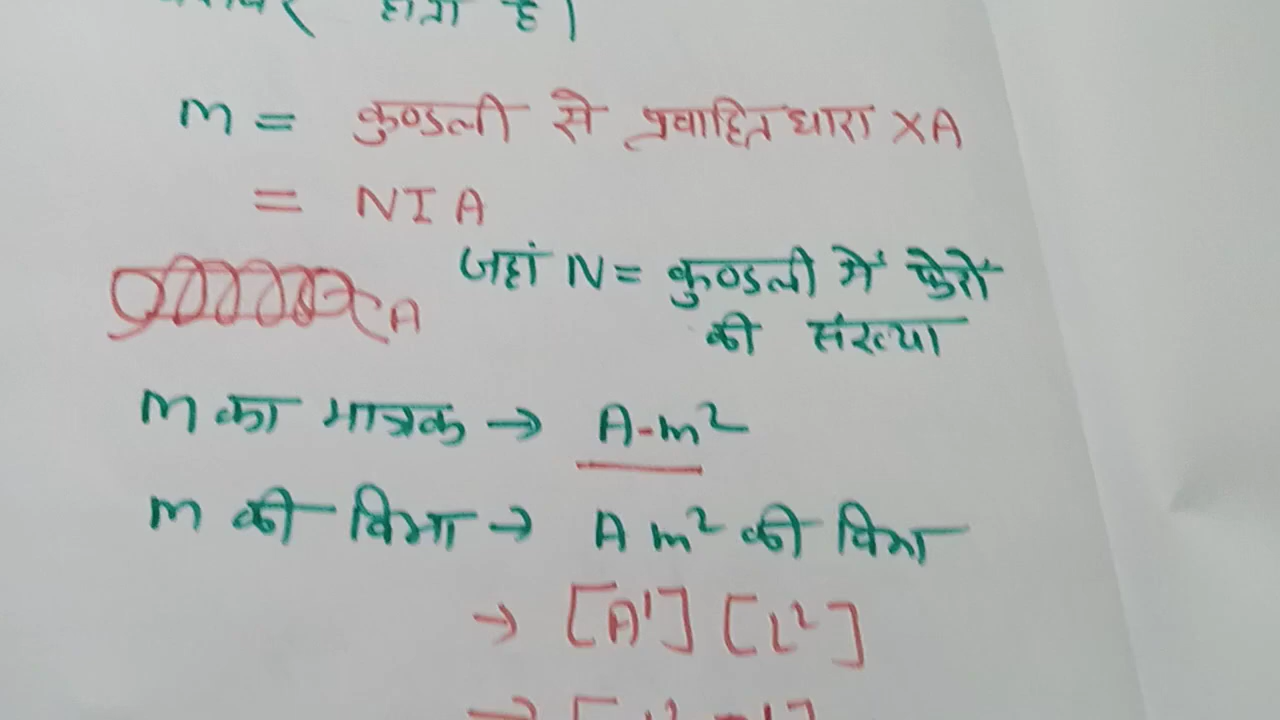 होता है।
m = कुण्डली से प्रवाहित धारा X A
= NIA
A
जहां N = कुण्डली में फेरों
की संख्या
m का मात्रक → A-m²
m की विमा → A m² की विमा
→ [A¹] [L²]